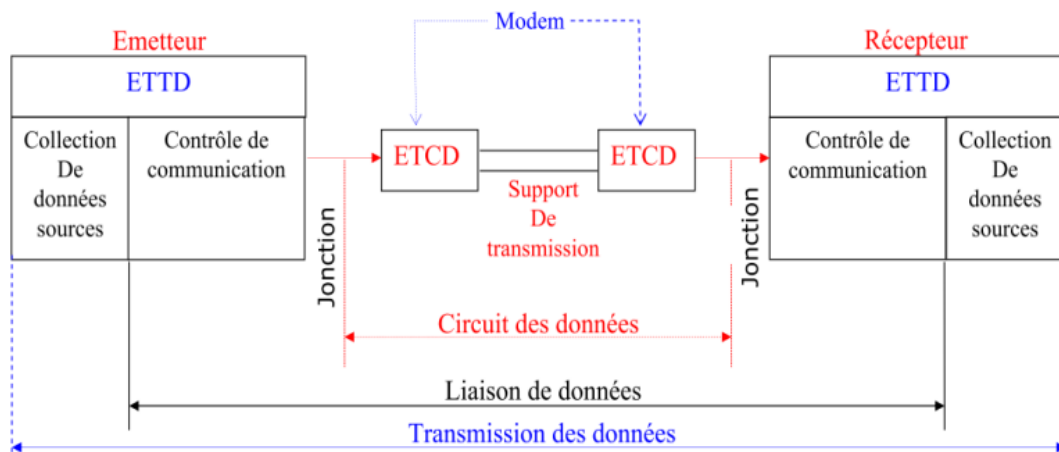 Modem
Emetteur
Récepteur
ETTD
ETTD
Collection
De
données
sources
Contrôle de
communication
ETCD
ETCD
Support
De
transmission
Contrôle de
communication
Collection
De
données
sources
Jonction
Jonction
Circuit des données
Liaison de données
Transmission des données